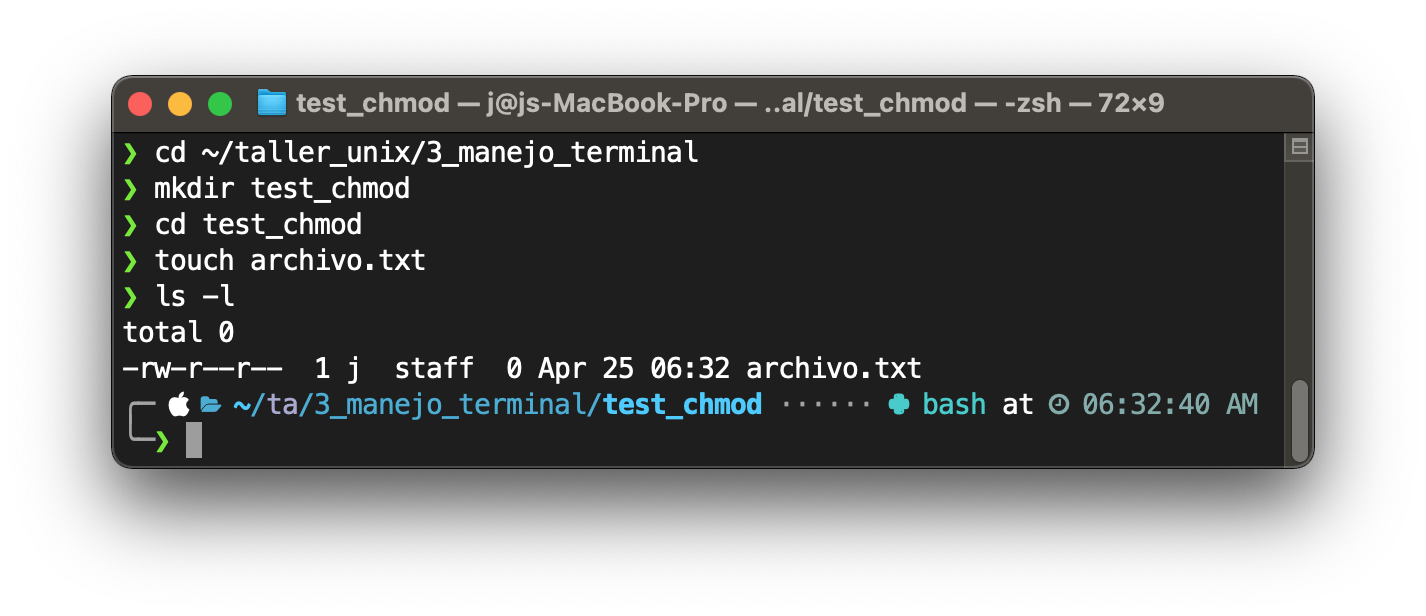 test_chmod — j@js-MacBook-Pro — ..al/test_chmod — -zsh — 72×9
❯ cd ~/taller_unix/3_manejo_terminal
❯ mkdir test_chmod
❯ cd test_chmod
❯ touch archivo.txt
❯ ls -l
total 0
-rw-r--r--  1 j  staff  0 Apr 25 06:32 archivo.txt
~/ta/3_manejo_terminal/test_chmod ······ bash at 06:32:40 AM
❯